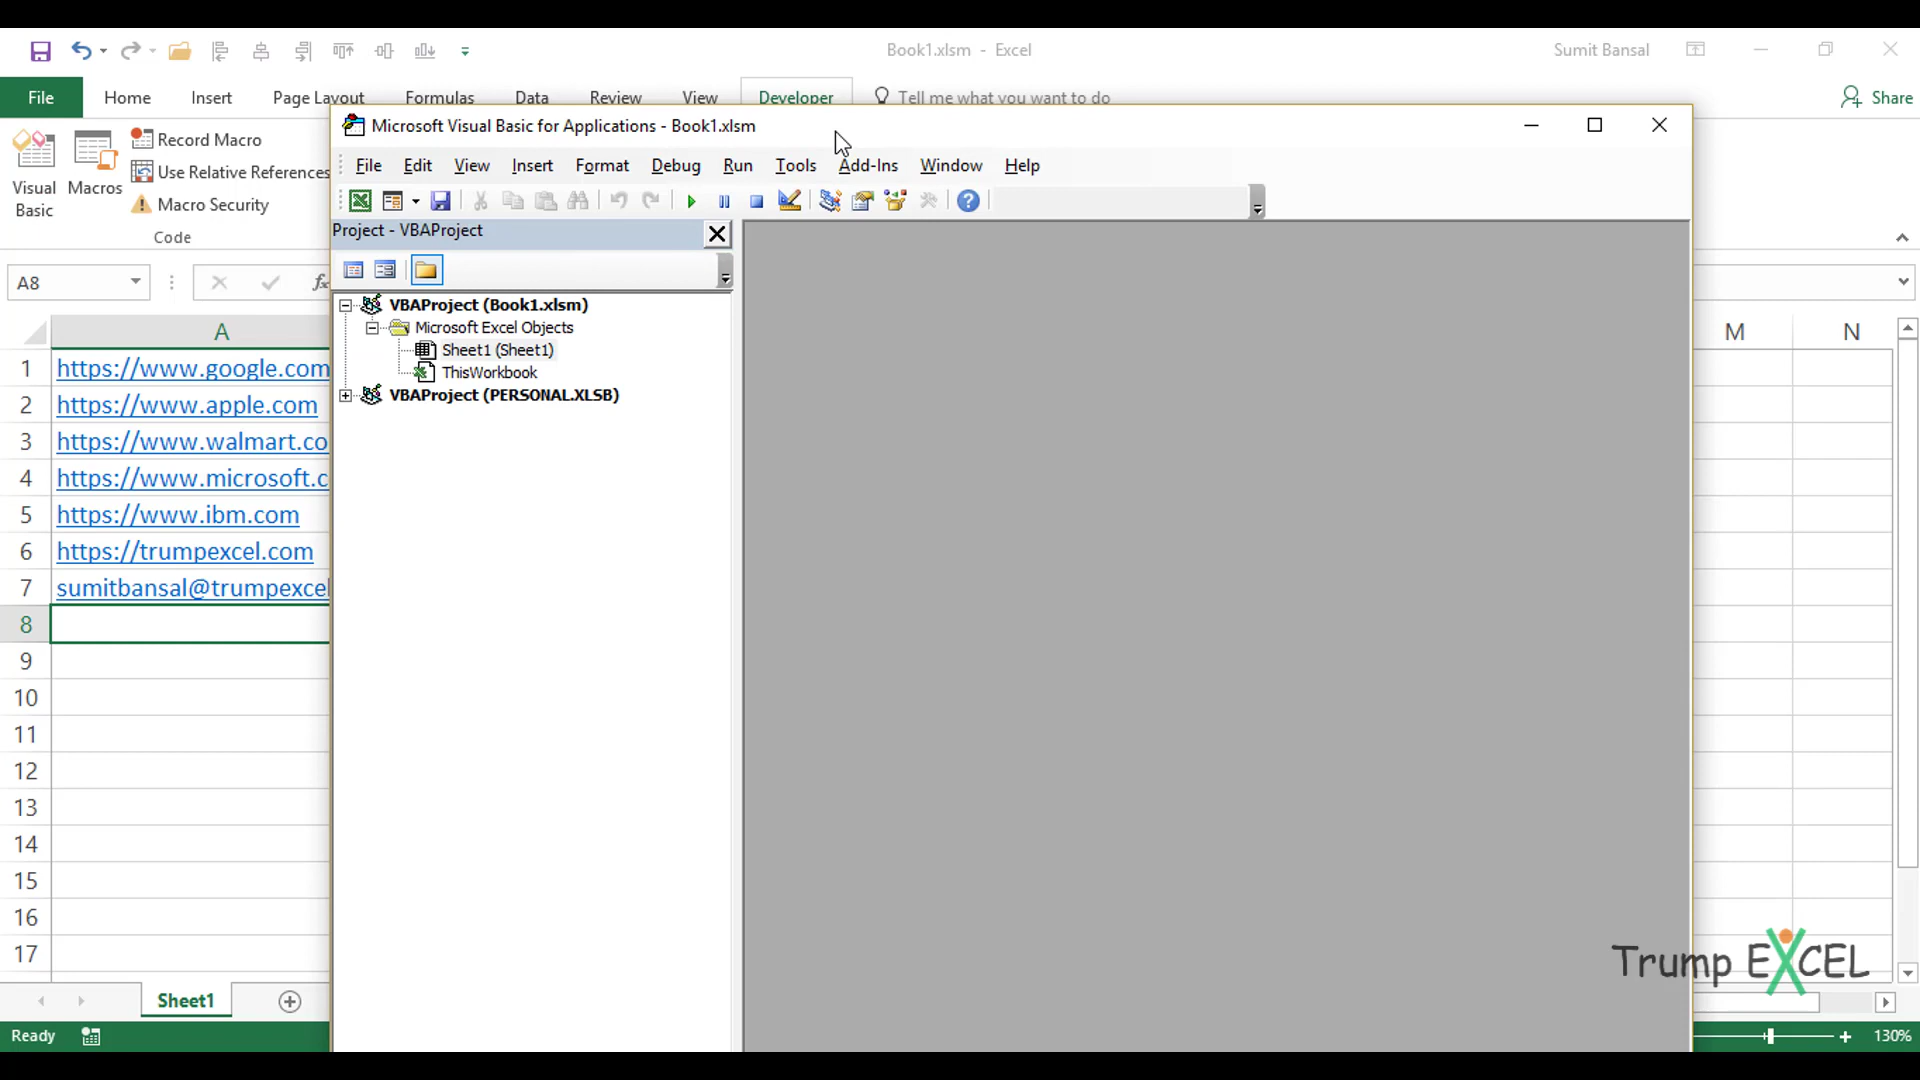 Book1.xlsm - Excel
Sumit Bansal
File Home Insert Page Layout Formulas Data Review View Developer Tell me what you want to do Share
Visual Basic
Macros
Record Macro
Use Relative References
Macro Security
Code
Microsoft Visual Basic for Applications - Book1.xlsm
File Edit View Insert Format Debug Run Tools Add-Ins Window Help
Project - VBAProject
VBAProject (Book1.xlsm)
Microsoft Excel Objects
Sheet1 (Sheet1)
ThisWorkbook
VBAProject (PERSONAL.XLSB)
A8
fx
A M N
1 https://www.google.com
2 https://www.apple.com
3 https://www.walmart.co
4 https://www.microsoft.c
5 https://www.ibm.com
6 https://trumpexcel.com
7 sumitbansal@trumpexcel
8
9
10
11
12
13
14
15
16
17
Trump EXCEL
Sheet1
Ready
130%